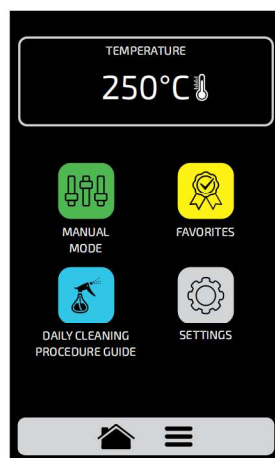 TEMPERATURE
250°C
MANUAL
MODE
FAVORITES
DAILY CLEANING
PROCEDURE GUIDE
SETTINGS